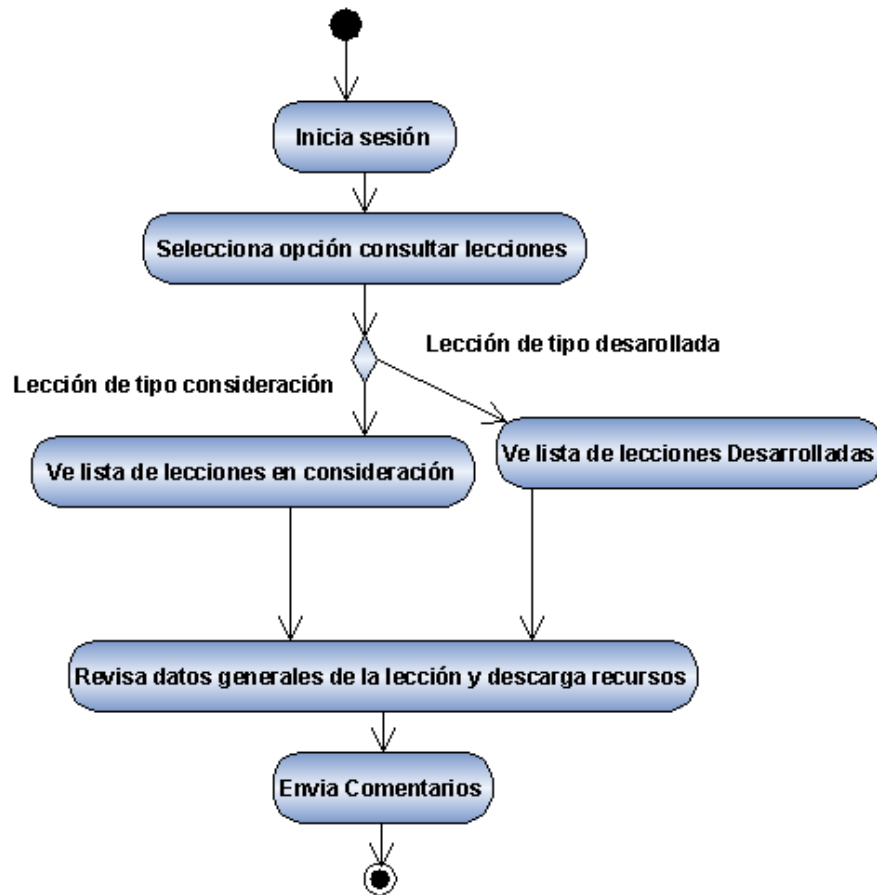 Inicia sesión
Selecciona opción consultar lecciones
Lección de tipo desarollada
Lección de tipo consideración
Ve lista de lecciones en consideración
Ve lista de lecciones Desarrolladas
Revisa datos generales de la lección y descarga recursos
Envia Comentarios